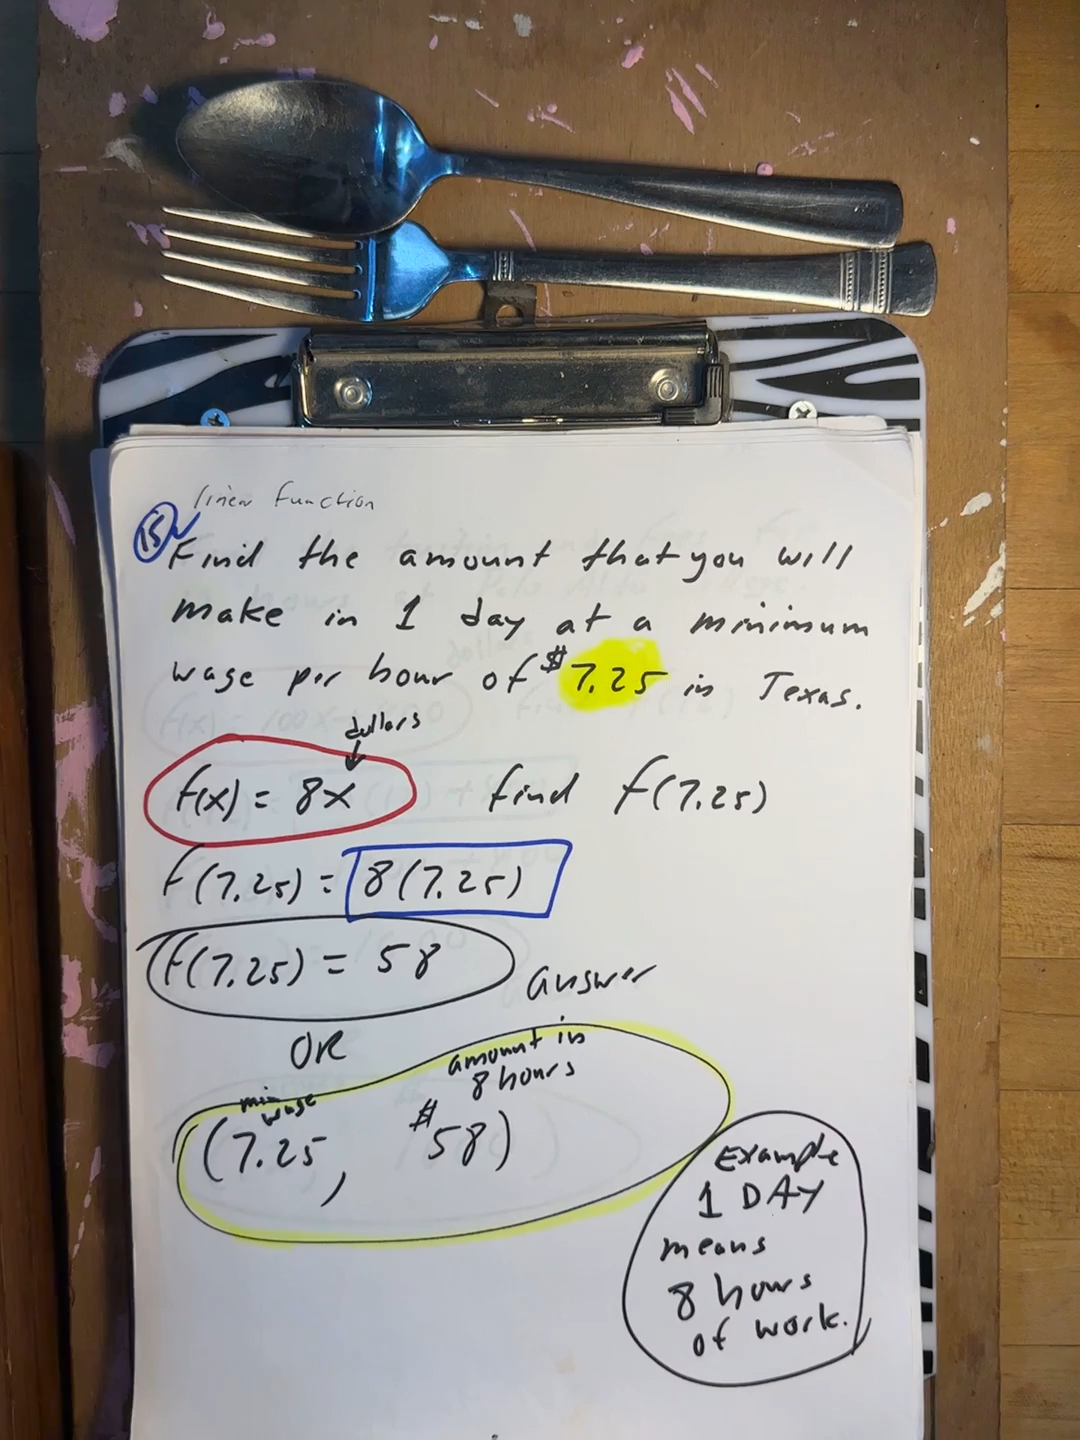 linear function
15 Find the amount that you will
make in 1 day at a minimum
wage per hour of $7.25 in Texas.
dollars
f(x) = 8x find f(7.25)
f(7.25) = 8(7.25)
f(7.25) = 58 answer
OR
amount in
8 hours
min
wage
(7.25, $58)
Example
1 DAY
means
8 hours
of work.